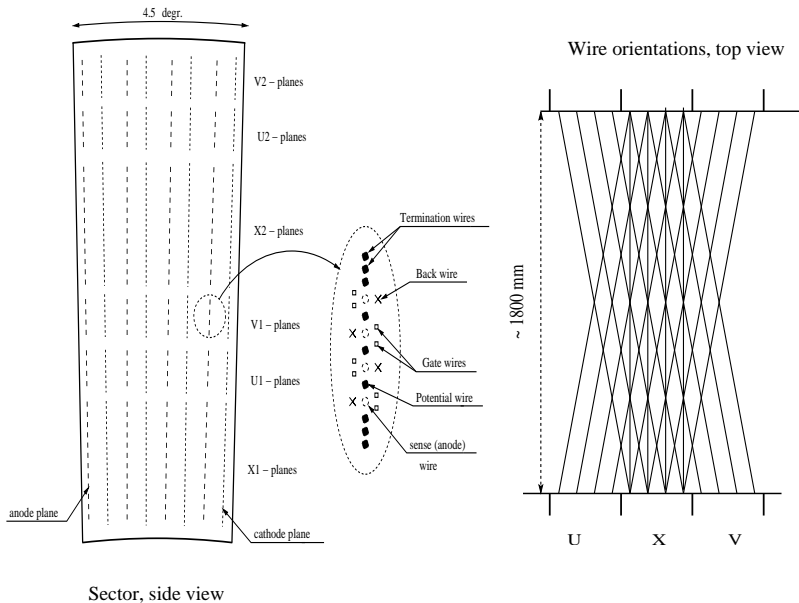 4.5 degr.
V2 – planes
U2 – planes
X2 – planes
V1 – planes
U1 – planes
X1 – planes
anode plane
cathode plane
Sector, side view
Termination wires
Back wire
Gate wires
Potential wire
sense (anode)
wire
Wire orientations, top view
~ 1800 mm
U X V